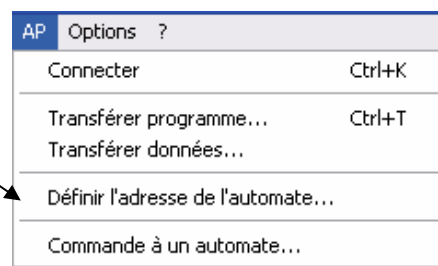 AP Options ?
Connecter Ctrl+K
Transférer programme... Ctrl+T
Transférer données...
Définir l'adresse de l'automate...
Commande à un automate...